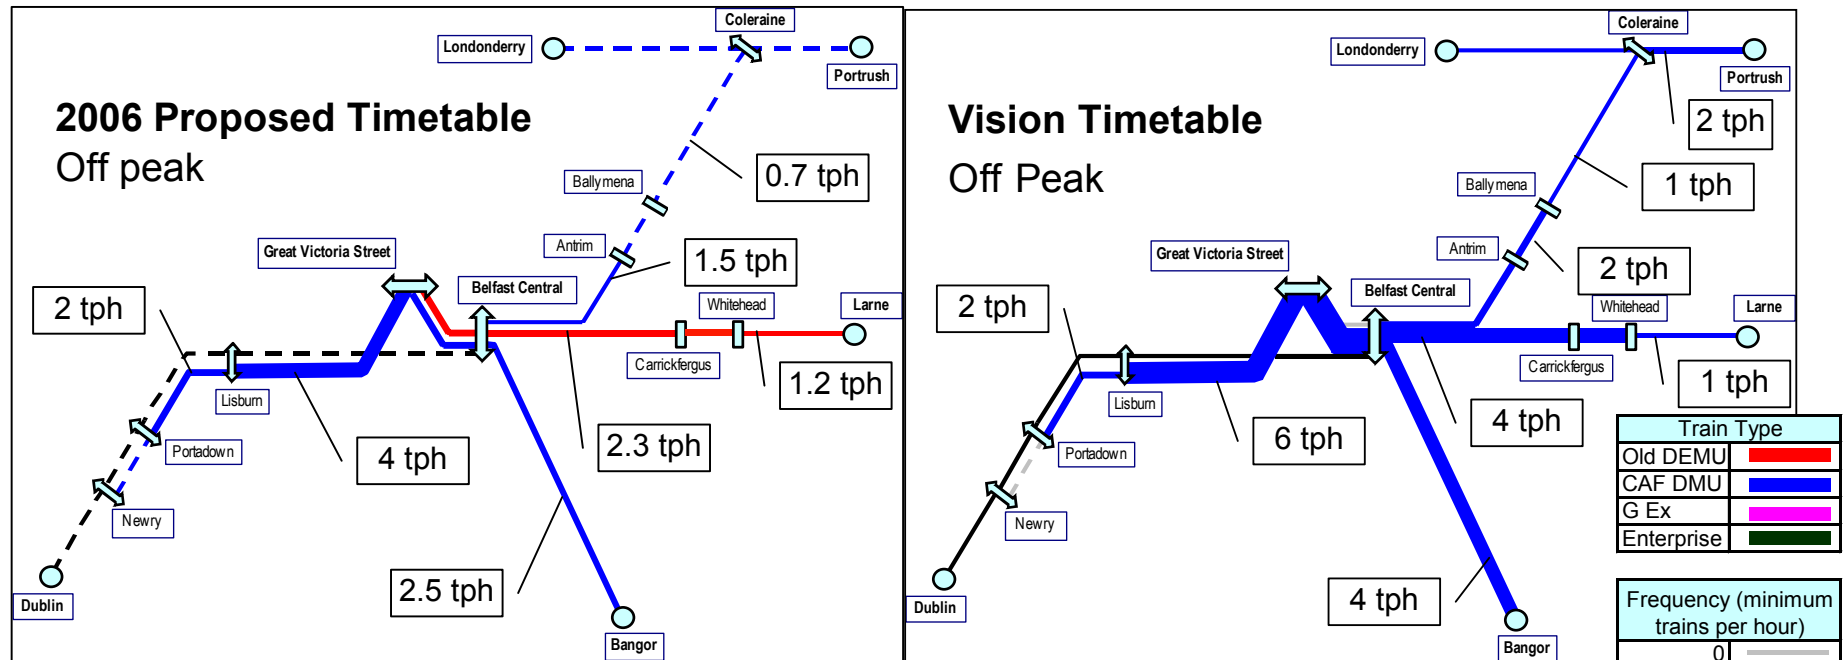 2006 Proposed Timetable
Off peak
Coleraine
Londonderry
Portrush
0.7 tph
Ballymena
Antrim
Great Victoria Street
1.5 tph
Belfast Central
2 tph
Whitehead
Larne
Carrickfergus
1.2 tph
Lisburn
2.3 tph
Portadown
4 tph
Newry
2.5 tph
Dublin
Bangor
Vision Timetable
Off Peak
Coleraine
Londonderry
Portrush
2 tph
1 tph
Ballymena
Antrim
Great Victoria Street
2 tph
Belfast Central
2 tph
Whitehead
Larne
Carrickfergus
1 tph
Lisburn
4 tph
6 tph
Portadown
Newry
4 tph
Dublin
Bangor
Train Type
Old DEMU
CAF DMU
G Ex
Enterprise
Frequency (minimum
trains per hour)
0